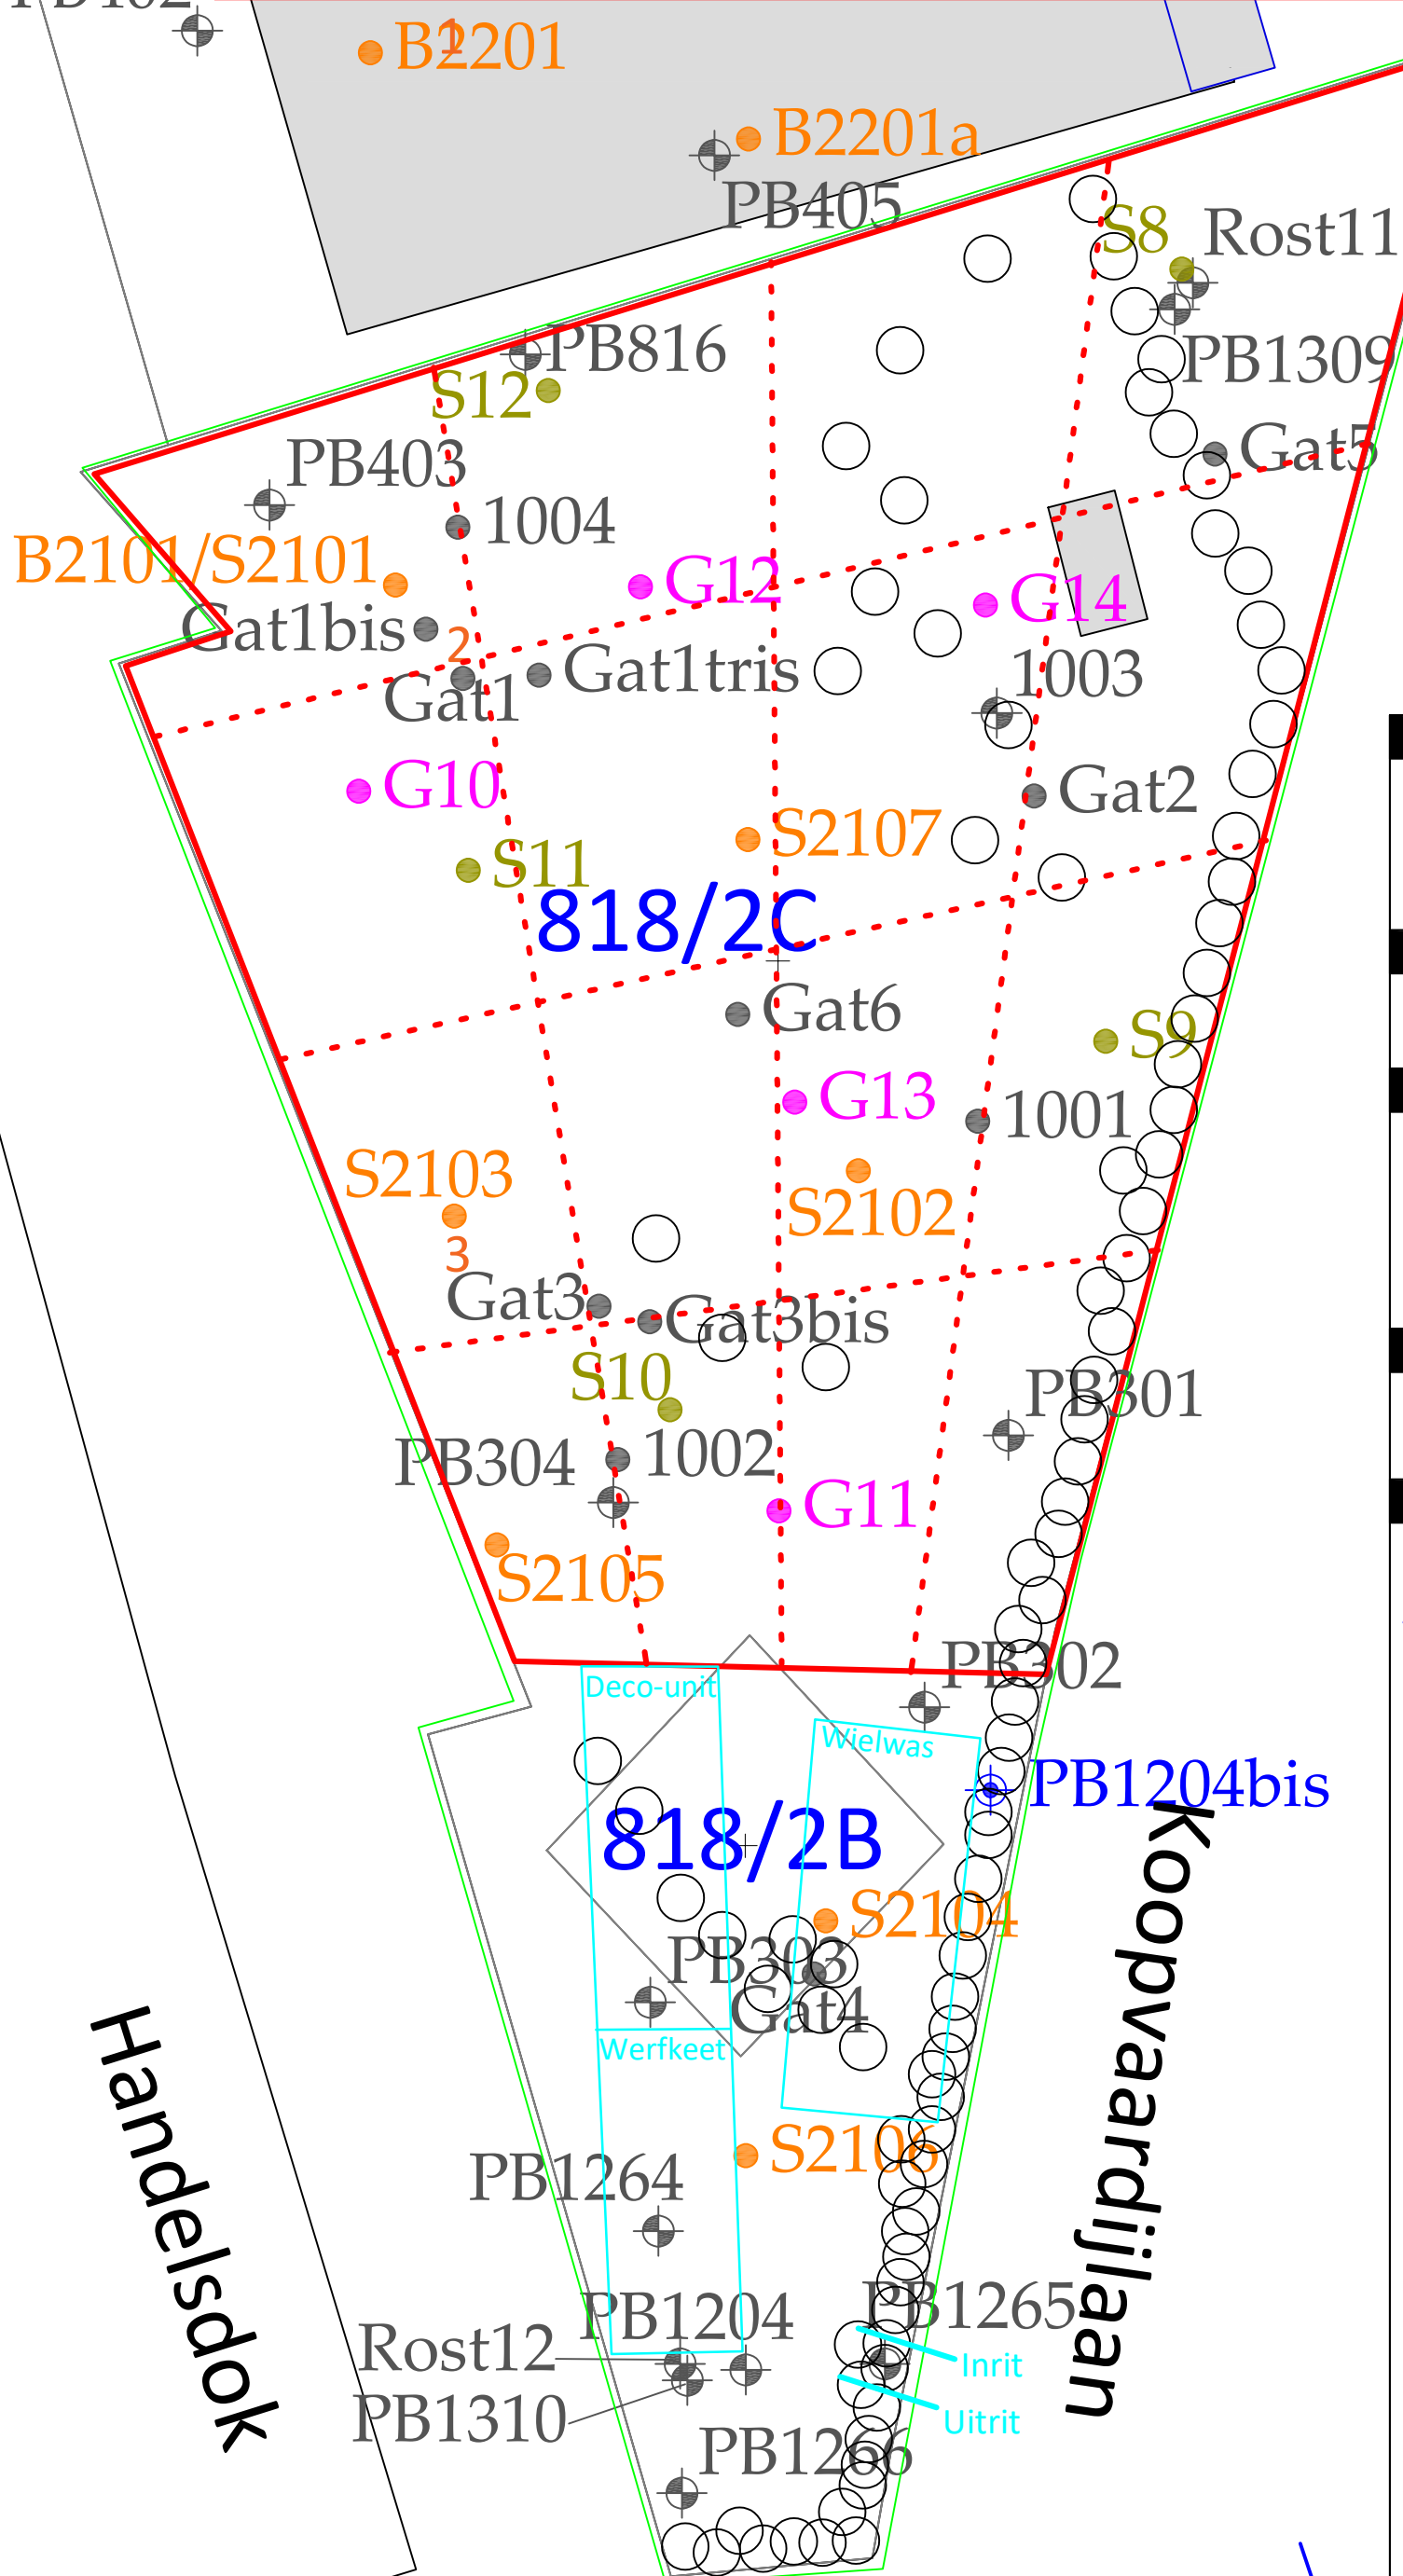 B2201
1
B2201a
PB405
S8
Rost11
PB816
PB1309
S12
PB403
Gat5
1004
B2101/S2101
G12
G14
Gat1bis
2
Gat1tris
1003
Gat1
G10
Gat2
S2107
S11
818/2C
Gat6
S9
G13
1001
S2103
S2102
3
Gat3
Gat3bis
S10
PB301
1002
PB304
G11
S2105
PB302
Deco-unit
Wielwas
PB1204bis
818/2B
S2104
PB303
Gat4
Werfkeet
Koopvaardijlaan
Handelsdok
S2106
PB1264
PB1265
PB1204
Rost12
Inrit
PB1310
Uitrit
PB1266